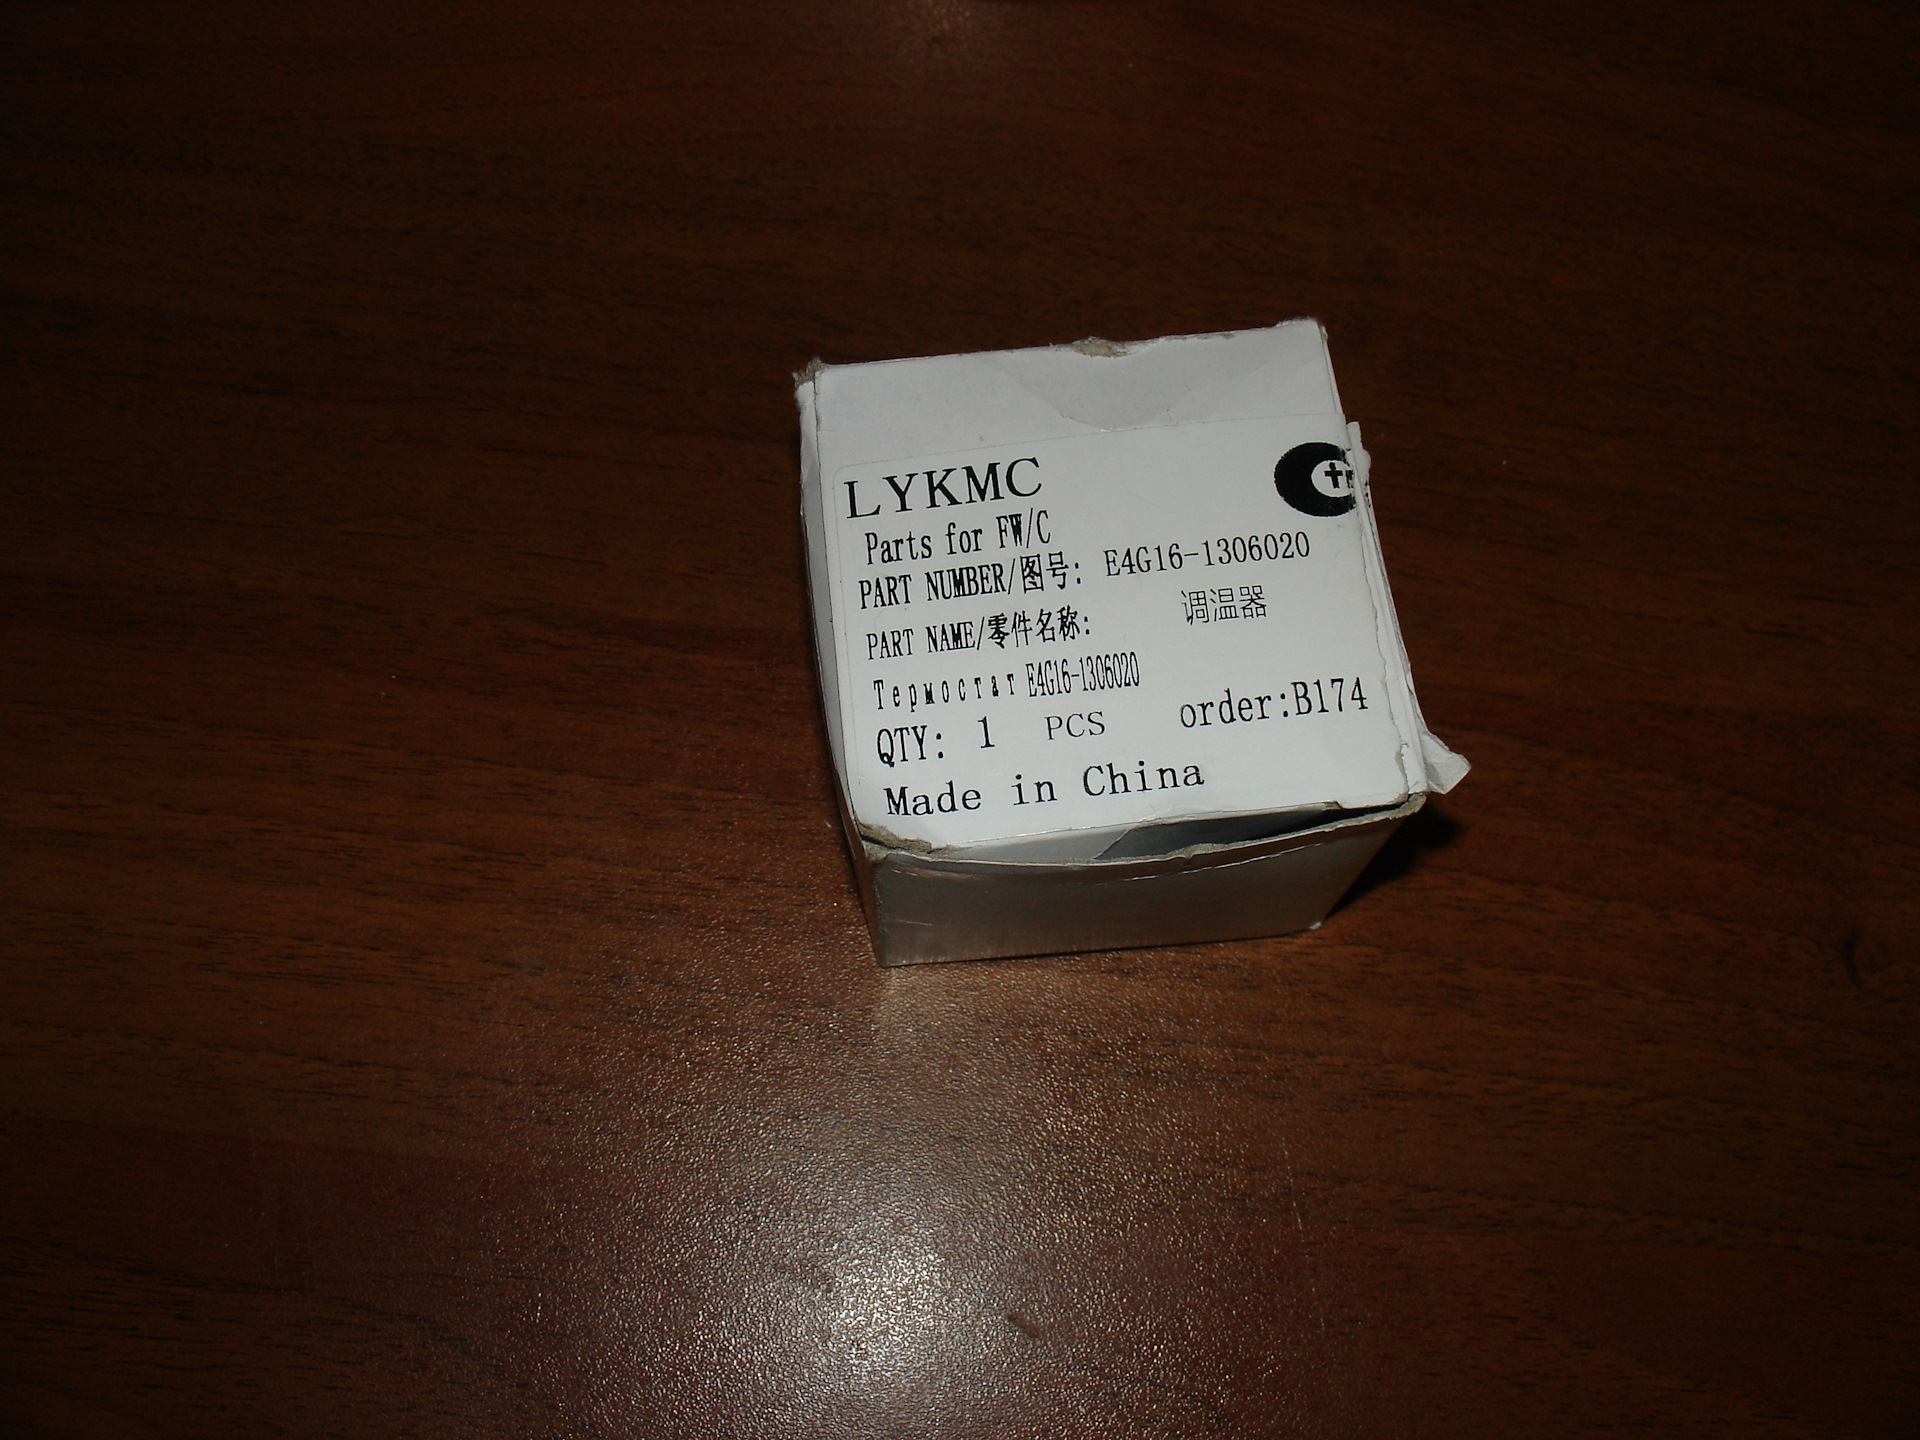 LYKMC
Parts for FW/C
PART NUMBER/图号: E4G16-1306020
PART NAME/零件名称: 调温器
Термостат E4G16-1306020
QTY: 1 PCS order:B174
Made in China